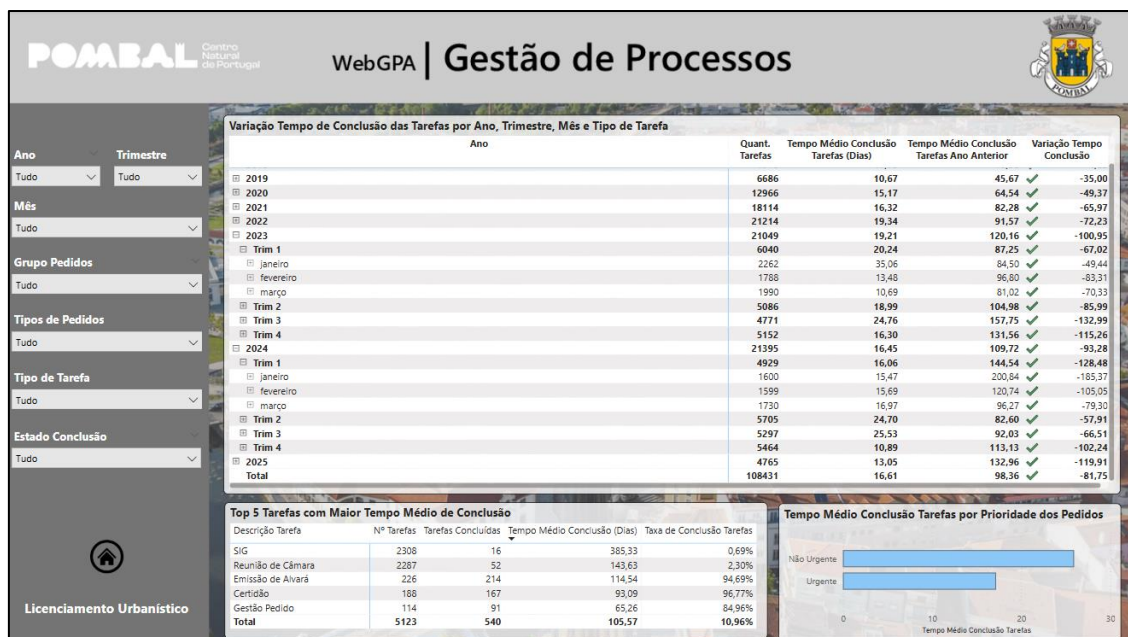 POMBAL Centro Natural de Portugal
WebGPA | Gestão de Processos
POMBAL
Ano Trimestre
Tudo Tudo
Mês
Tudo
Grupo Pedidos
Tudo
Tipos de Pedidos
Tudo
Tipo de Tarefa
Tudo
Estado Conclusão
Tudo
Licenciamento Urbanístico
Variação Tempo de Conclusão das Tarefas por Ano, Trimestre, Mês e Tipo de Tarefa
Ano Quant. Tarefas Tempo Médio Conclusão Tarefas (Dias) Tempo Médio Conclusão Tarefas Ano Anterior Variação Tempo Conclusão
2019 6686 10,67 45,67 -35,00
2020 12966 15,17 64,54 -49,37
2021 18114 16,32 82,28 -65,97
2022 21214 19,34 91,57 -72,23
2023 21049 19,21 120,16 -100,95
Trim 1 6040 20,24 87,25 -67,02
janeiro 2262 35,06 84,50 -49,44
fevereiro 1788 13,48 96,80 -83,31
março 1990 10,69 81,02 -70,33
Trim 2 5086 18,99 104,98 -85,99
Trim 3 4771 24,76 157,75 -132,99
Trim 4 5152 16,30 131,56 -115,26
2024 21395 16,45 109,72 -93,28
Trim 1 4929 16,06 144,54 -128,48
janeiro 1600 15,47 200,84 -185,37
fevereiro 1599 15,69 120,74 -105,05
março 1730 16,97 96,27 -79,30
Trim 2 5705 24,70 82,60 -57,91
Trim 3 5297 25,53 92,03 -66,51
Trim 4 5464 10,89 113,13 -102,24
2025 4765 13,05 132,96 -119,91
Total 108431 16,61 98,36 -81,75
Top 5 Tarefas com Maior Tempo Médio de Conclusão
Descrição Tarefa Nº Tarefas Tarefas Concluídas Tempo Médio Conclusão (Dias) Taxa de Conclusão Tarefas
SIG 2308 16 385,33 0,69%
Reunião de Câmara 2287 52 143,63 2,30%
Emissão de Alvará 226 214 114,54 94,69%
Certidão 188 167 93,09 96,77%
Gestão Pedido 114 91 65,26 84,96%
Total 5123 540 105,57 10,96%
Tempo Médio Conclusão Tarefas por Prioridade dos Pedidos
Não Urgente
Urgente
0 10 20 30
Tempo Médio Conclusão Tarefas